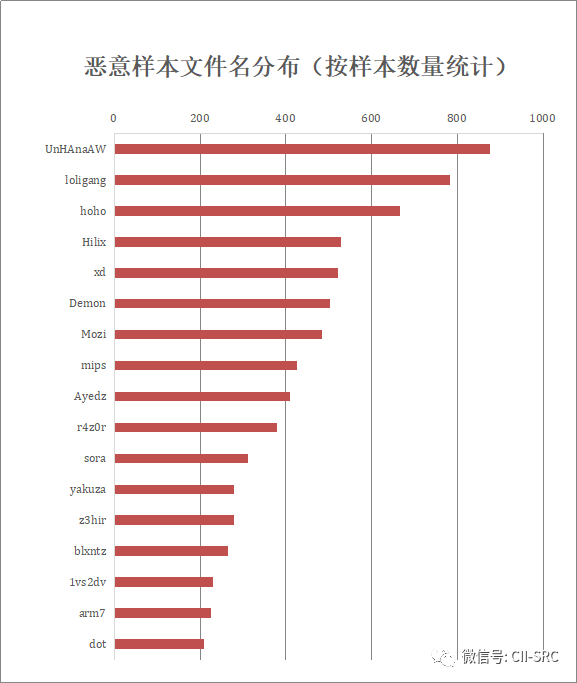 恶意样本文件名分布（按样本数量统计）
0 200 400 600 800 1000
UnHAnaAW
loligang
hoho
Hilix
xd
Demon
Mozi
mips
Ayedz
r4z0r
sora
yakuza
z3hir
blxntz
1vs2dv
arm7
dot
微信号: CII-SRC